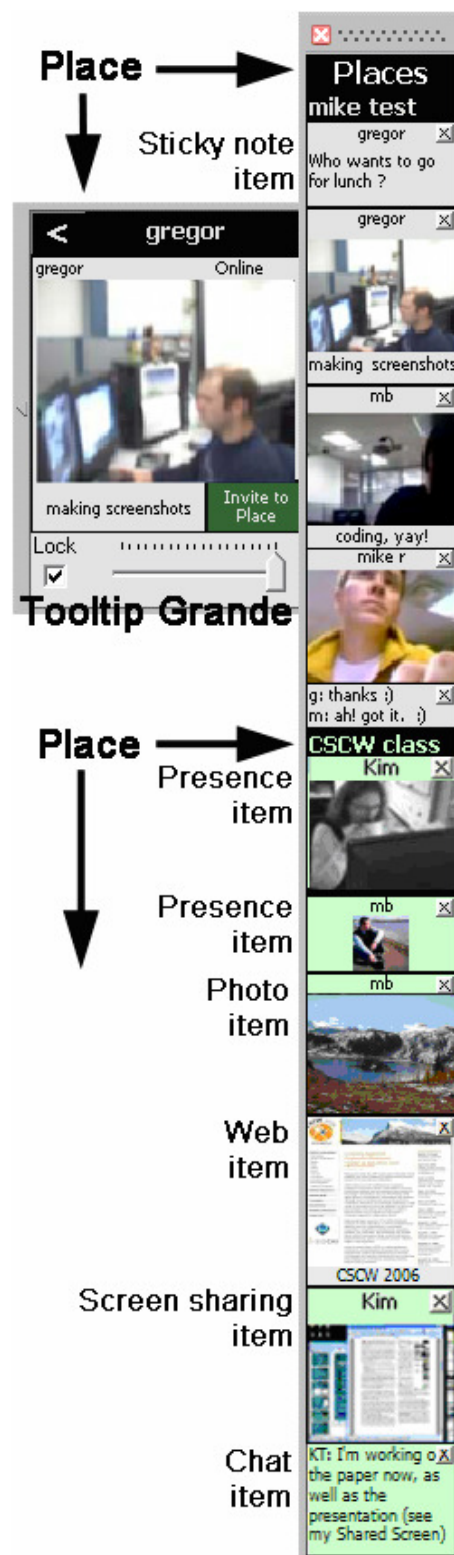 Place
Places
mike test
Sticky note
item
gregor
Who wants to go
for lunch ?
< gregor
gregor Online
making screenshots
Invite to
Place
Lock
Tooltip Grande
gregor
making screenshots
mb
coding, yay!
mike r
g: thanks :)
m: ah! got it. :)
Place
CSCW class
Presence
item
Kim
Presence
item
mb
Photo
item
mb
Web
item
CSCW 2006
Screen sharing
item
Kim
Chat
item
KT: I'm working o
the paper now, as
well as the
presentation (see
my Shared Screen)